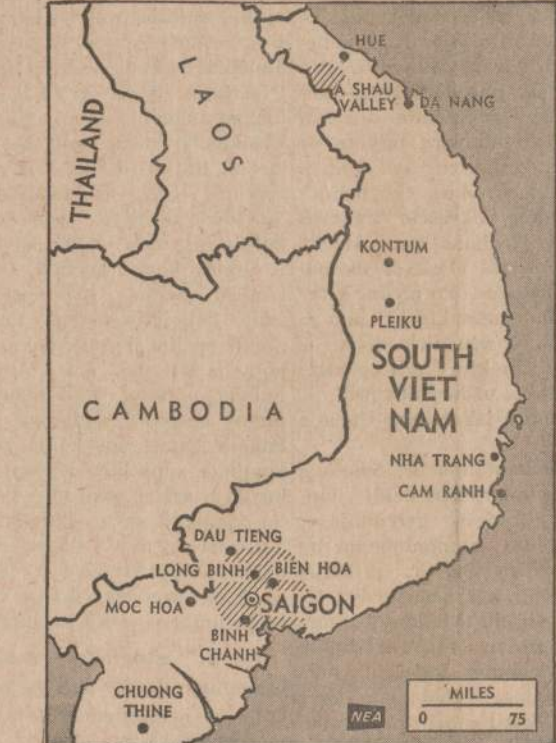 HUE
A SHAU
VALLEY
DA NANG
LAOS
THAILAND
KONTUM
PLEIKU
SOUTH
VIET
NAM
CAMBODIA
NHA TRANG
CAM RANH
DAU TIENG
LONG BINH
BIEN HOA
MOC HOA
SAIGON
BINH
CHANH
CHUONG
THINE
NEA
MILES
0 75